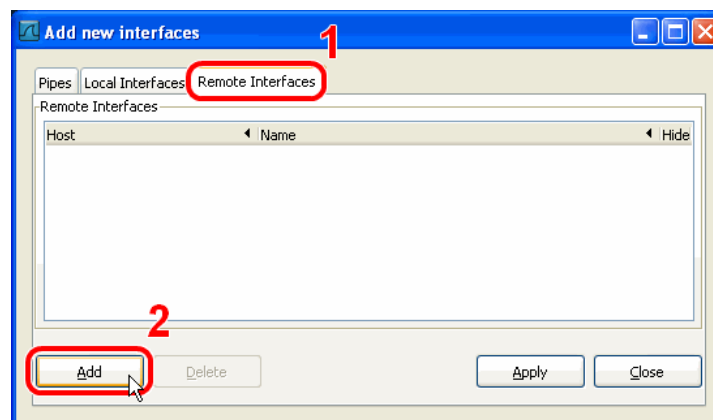 Add new interfaces
1
Pipes Local Interfaces Remote Interfaces
Remote Interfaces
Host Name Hide
2
Add Delete Apply Close